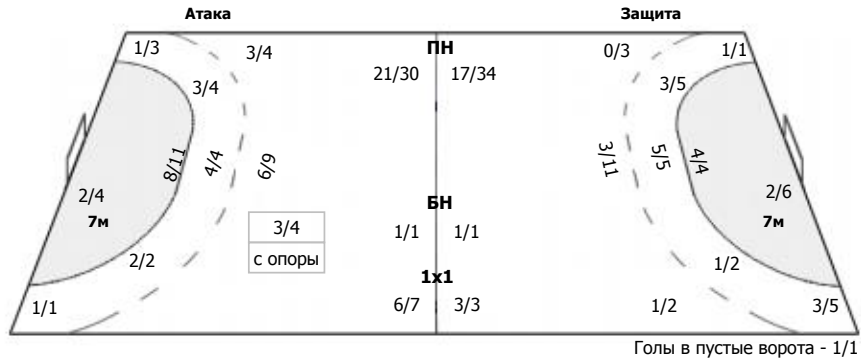 Атака Защита
1/3 3/4 ПН 0/3 1/1
21/30 17/34
3/4 3/5
8/11 4/4 6/9 3/11 5/5 4/4
2/4 2/6
7м 7м
БН
3/4 1/1 1/1
с опоры
2/2 1/2
1x1
1/1 6/7 3/3 1/2 3/5
Голы в пустые ворота - 1/1